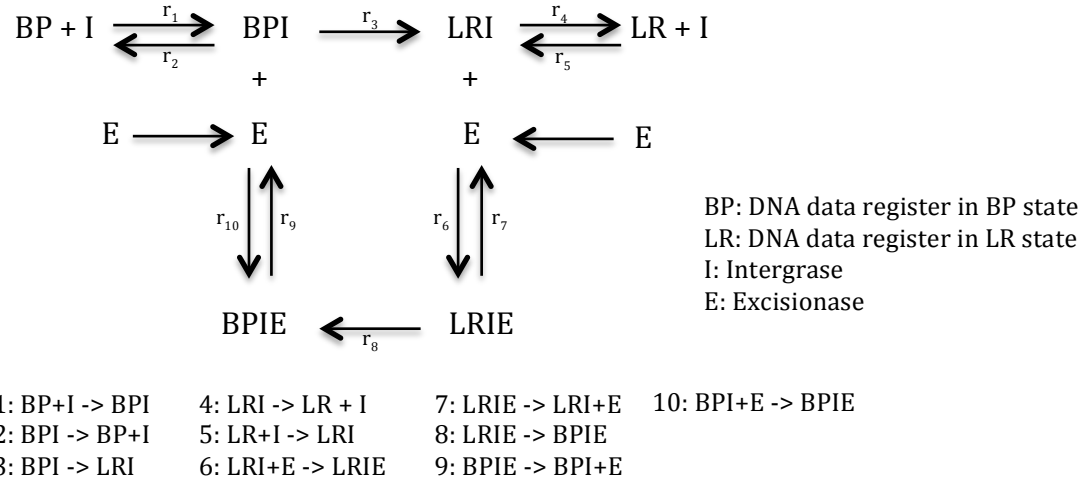 BP + I r1 BPI r3 LRI r4 LR + I
r2 r5
+ +
E E E E
r10 r9 r6 r7
BP: DNA data register in BP state
LR: DNA data register in LR state
I: Intergrase
E: Excisionase
BPIE r8 LRIE
1: BP+I -> BPI 4: LRI -> LR + I 7: LRIE -> LRI+E 10: BPI+E -> BPIE
2: BPI -> BP+I 5: LR+I -> LRI 8: LRIE -> BPIE
3: BPI -> LRI 6: LRI+E -> LRIE 9: BPIE -> BPI+E